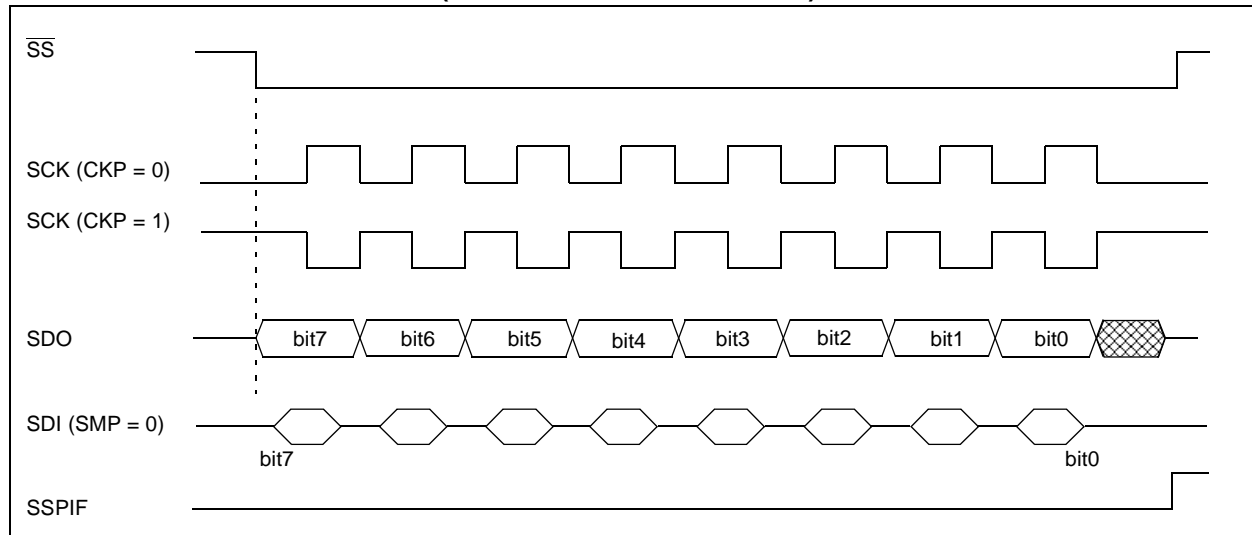 SS
SCK (CKP = 0)
SCK (CKP = 1)
SDO
bit7 bit6 bit5 bit4 bit3 bit2 bit1 bit0
SDI (SMP = 0)
bit7 bit0
SSPIF